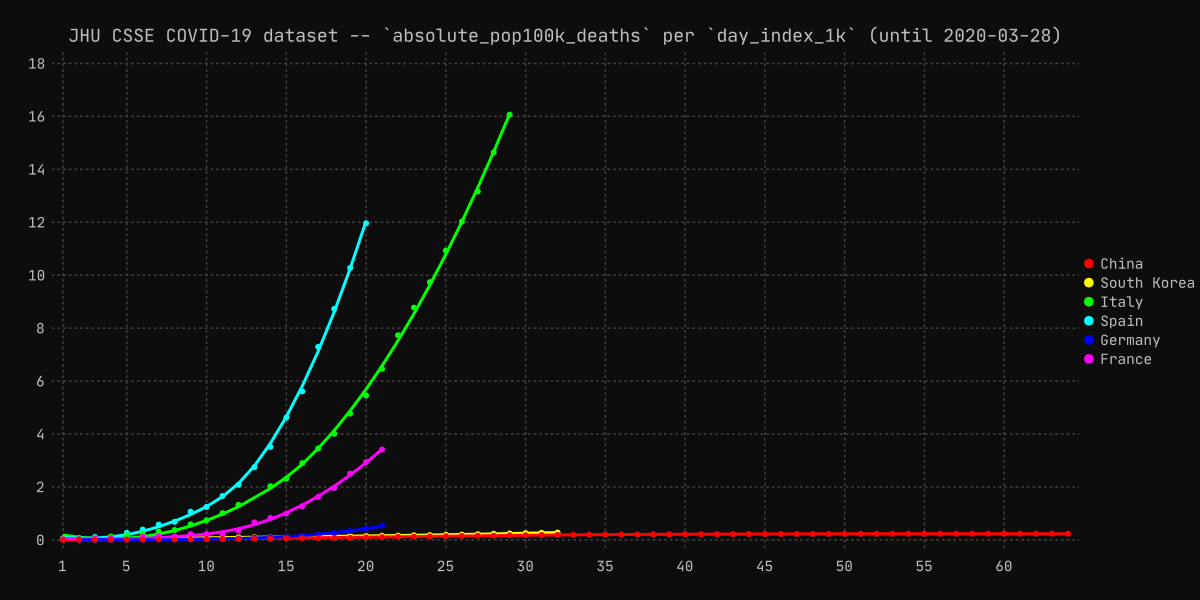 JHU CSSE COVID-19 dataset -- `absolute_pop100k_deaths` per `day_index_1k` (until 2020-03-28)
18
16
14
12
10
8
6
4
2
0
1 5 10 15 20 25 30 35 40 45 50 55 60
China
South Korea
Italy
Spain
Germany
France